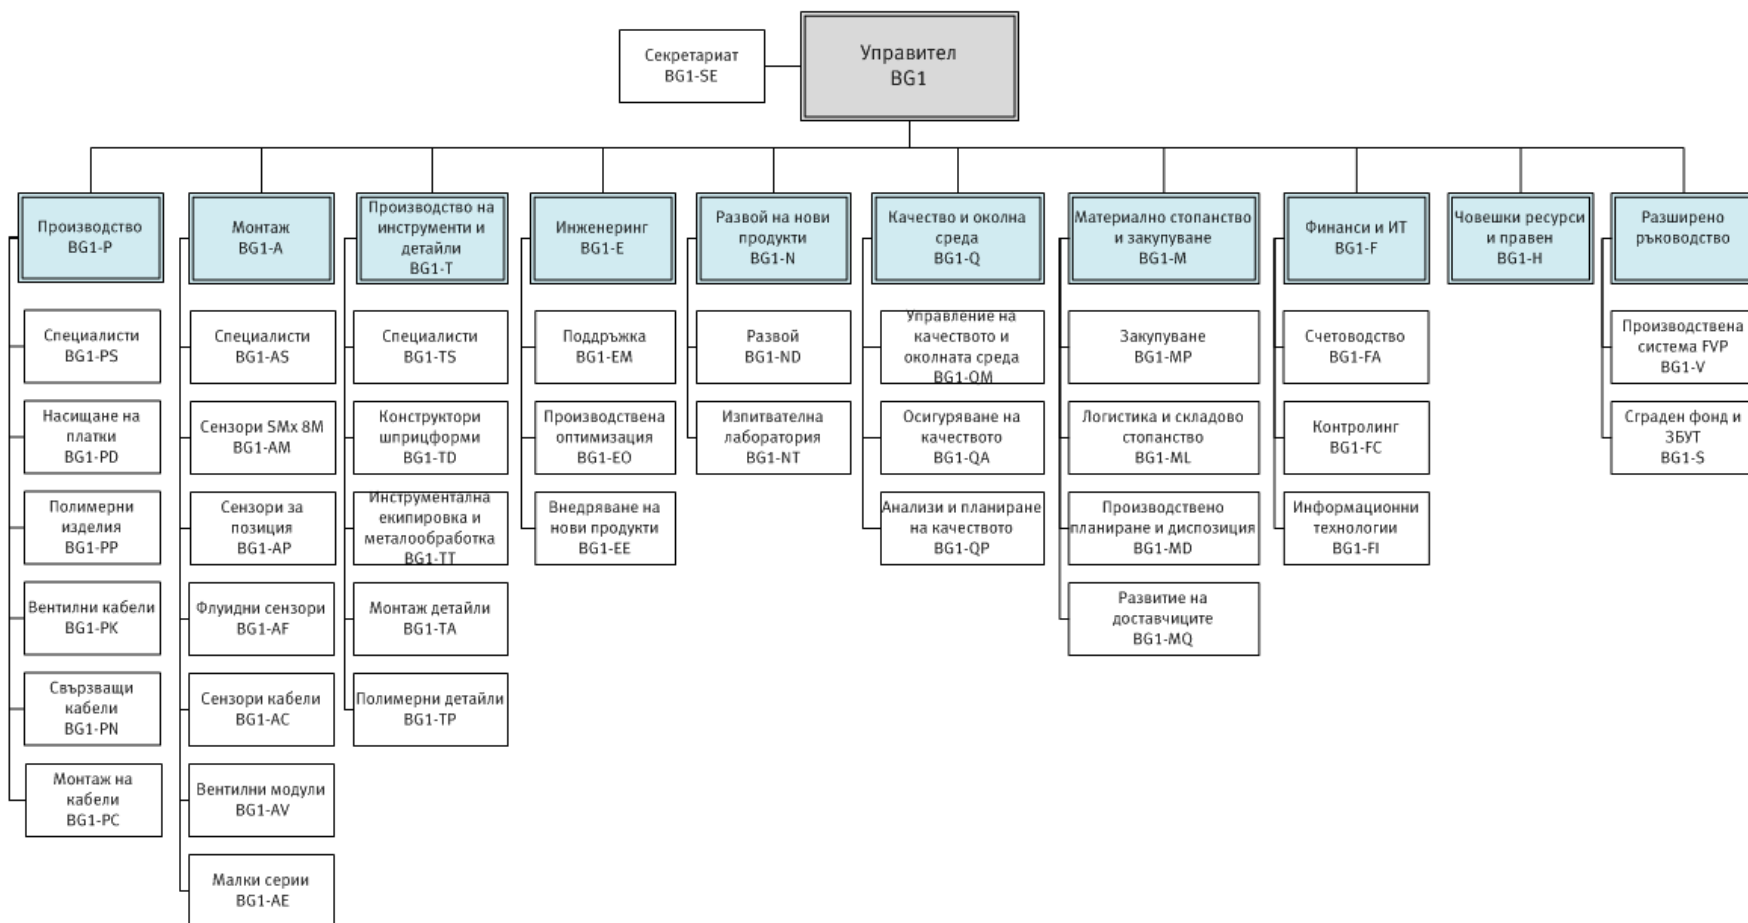 Секретариат
BG1-SE
Управител
BG1
Производство
BG1-P
Монтаж
BG1-A
Производство на
инструменти и
детайли
BG1-T
Инженеринг
BG1-E
Развой на нови
продукти
BG1-N
Качество и околна
среда
BG1-Q
Материално стопанство
и закупуване
BG1-M
Финанси и ИТ
BG1-F
Човешки ресурси
и правен
BG1-H
Разширено
ръководство
Специалисти
BG1-PS
Насищане на
платки
BG1-PD
Полимерни
изделия
BG1-PP
Вентилни кабели
BG1-PK
Свързващи
кабели
BG1-PN
Монтаж на
кабели
BG1-PC
Специалисти
BG1-AS
Сензори SMx 8M
BG1-AM
Сензори за
позиция
BG1-AP
Флуидни сензори
BG1-AF
Сензори кабели
BG1-AC
Вентилни модули
BG1-AV
Малки серии
BG1-AE
Специалисти
BG1-TS
Конструктори
шприцформи
BG1-TD
Инструментална
екипировка и
металообработка
BG1-TT
Монтаж детайли
BG1-TA
Полимерни детайли
BG1-TP
Поддръжка
BG1-EM
Производствена
оптимизация
BG1-EO
Внедряване на
нови продукти
BG1-EE
Развой
BG1-ND
Изпитвателна
лаборатория
BG1-NT
Управление на
качеството и
околната среда
BG1-QM
Осигуряване на
качеството
BG1-QA
Анализи и планиране
на качеството
BG1-QP
Закупуване
BG1-MP
Логистика и складово
стопанство
BG1-ML
Производствено
планиране и диспозиция
BG1-MD
Развитие на
доставчиците
BG1-MQ
Счетоводство
BG1-FA
Контролинг
BG1-FC
Информационни
технологии
BG1-FI
Производствена
система FVP
BG1-V
Сграден фонд и
ЗБУТ
BG1-S